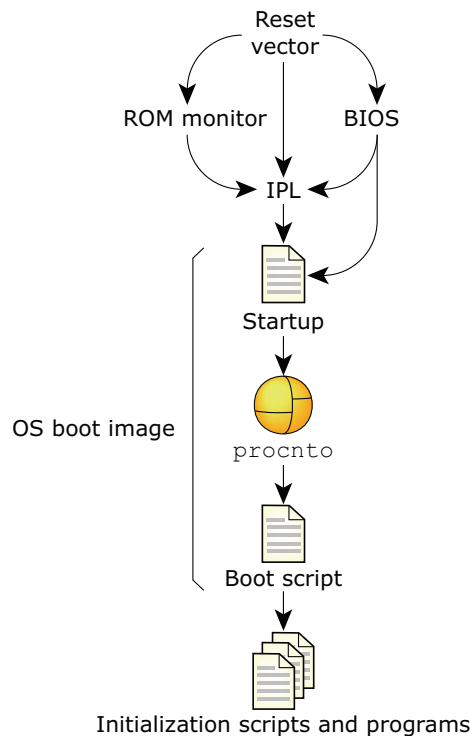 Reset
vector
ROM monitor
BIOS
IPL
Startup
OS boot image
procnto
Boot script
Initialization scripts and programs